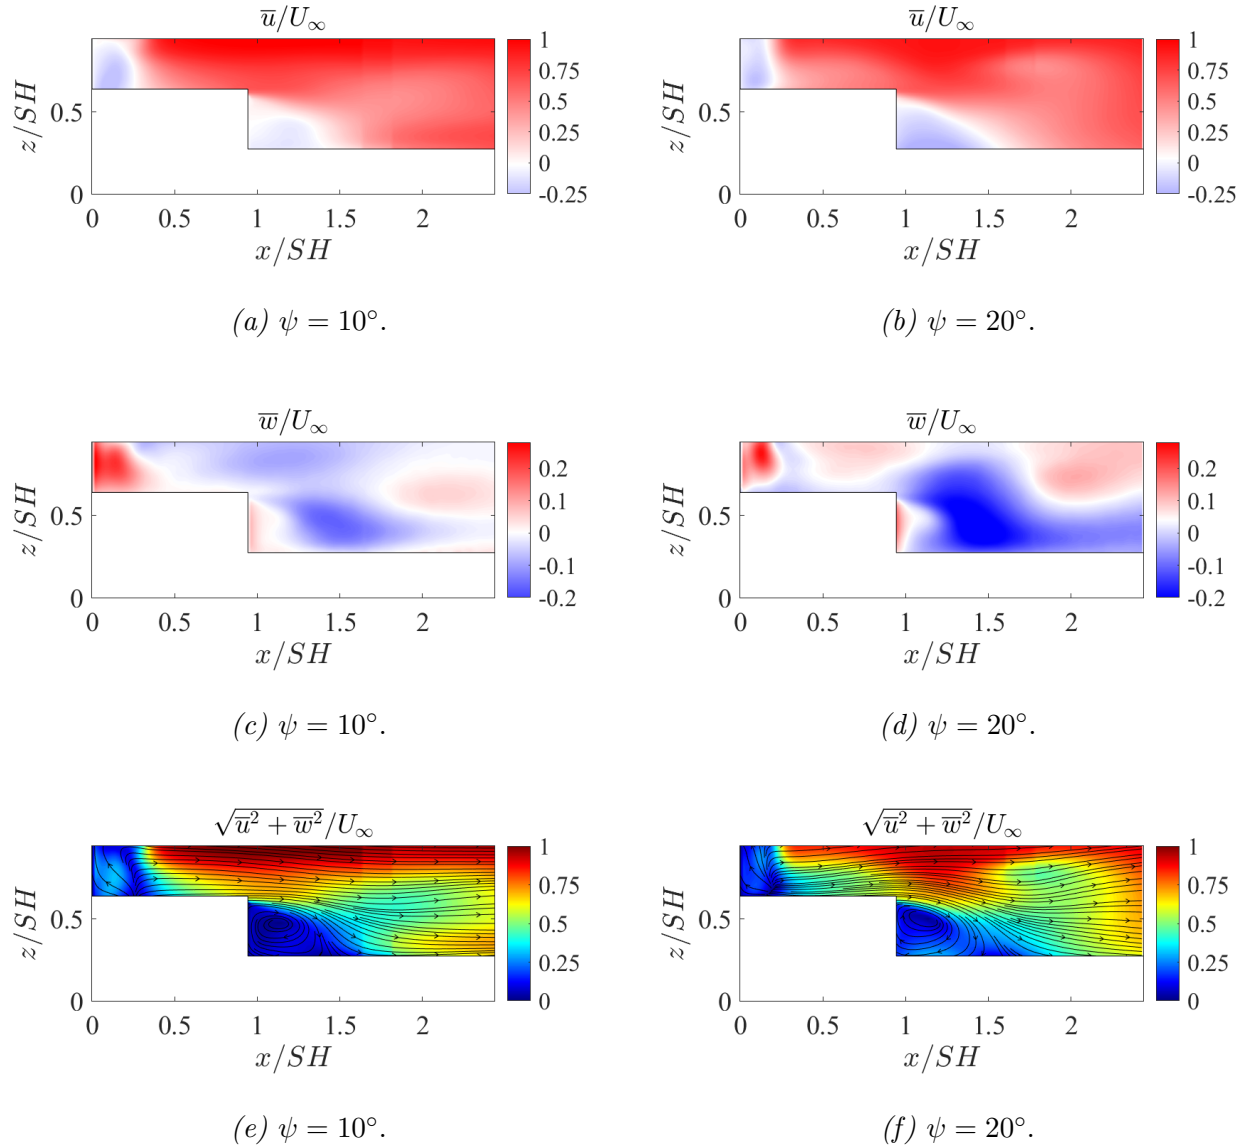 u̅/U∞
z/SH
0.5
0
0 0.5 1 1.5 2
x/SH
1
0.75
0.5
0.25
0
-0.25
(a) ψ = 10°.
u̅/U∞
z/SH
0.5
0
0 0.5 1 1.5 2
x/SH
1
0.75
0.5
0.25
0
-0.25
(b) ψ = 20°.
w̅/U∞
z/SH
0.5
0
0 0.5 1 1.5 2
x/SH
0.2
0.1
0
-0.1
-0.2
(c) ψ = 10°.
w̅/U∞
z/SH
0.5
0
0 0.5 1 1.5 2
x/SH
0.2
0.1
0
-0.1
-0.2
(d) ψ = 20°.
√(u̅² + w̅²)/U∞
z/SH
0.5
0
0 0.5 1 1.5 2
x/SH
1
0.75
0.5
0.25
0
(e) ψ = 10°.
√(u̅² + w̅²)/U∞
z/SH
0.5
0
0 0.5 1 1.5 2
x/SH
1
0.75
0.5
0.25
0
(f) ψ = 20°.